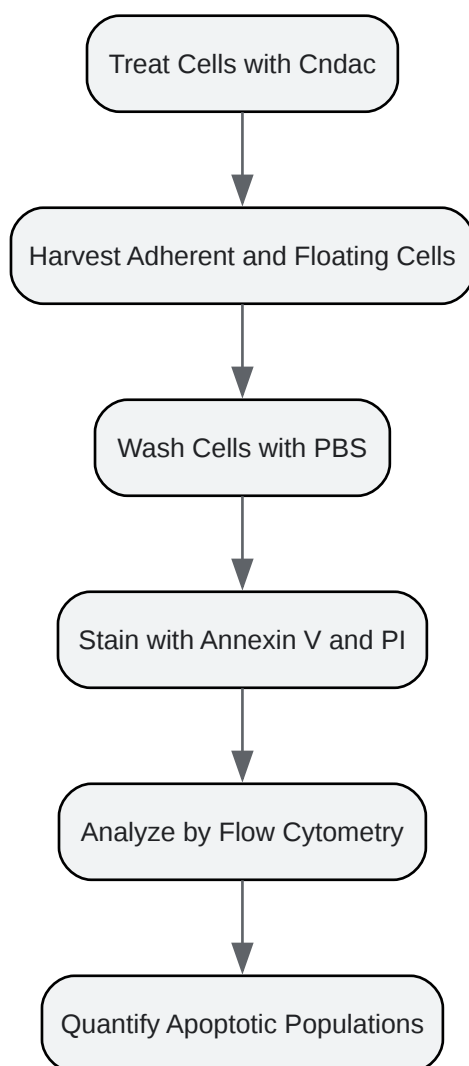 Treat Cells with Cndac
Harvest Adherent and Floating Cells
Wash Cells with PBS
Stain with Annexin V and PI
Analyze by Flow Cytometry
Quantify Apoptotic Populations